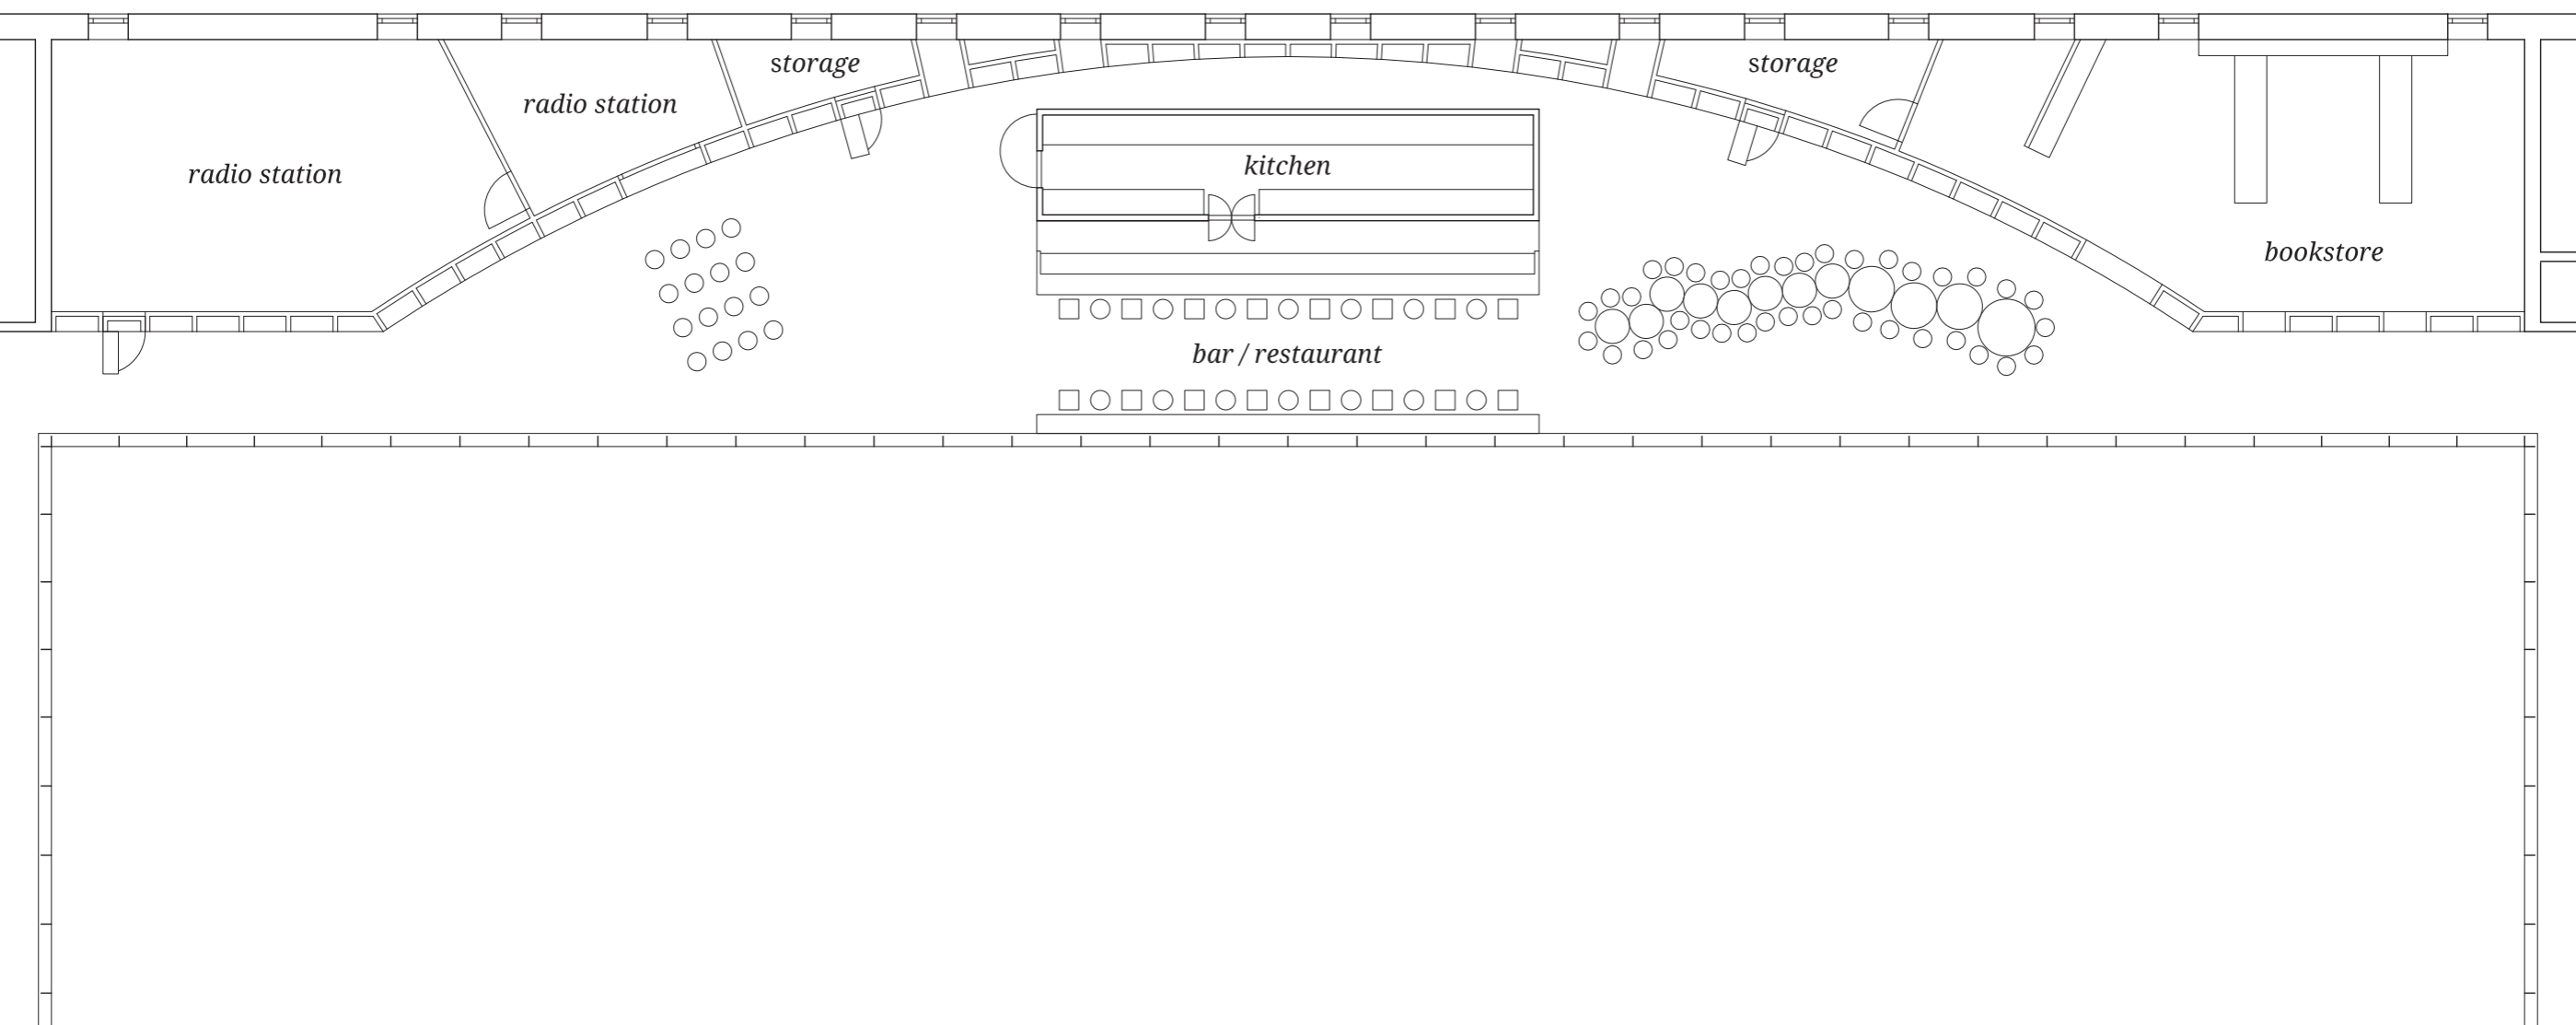 storage
storage
radio station
kitchen
radio station
bookstore
bar / restaurant